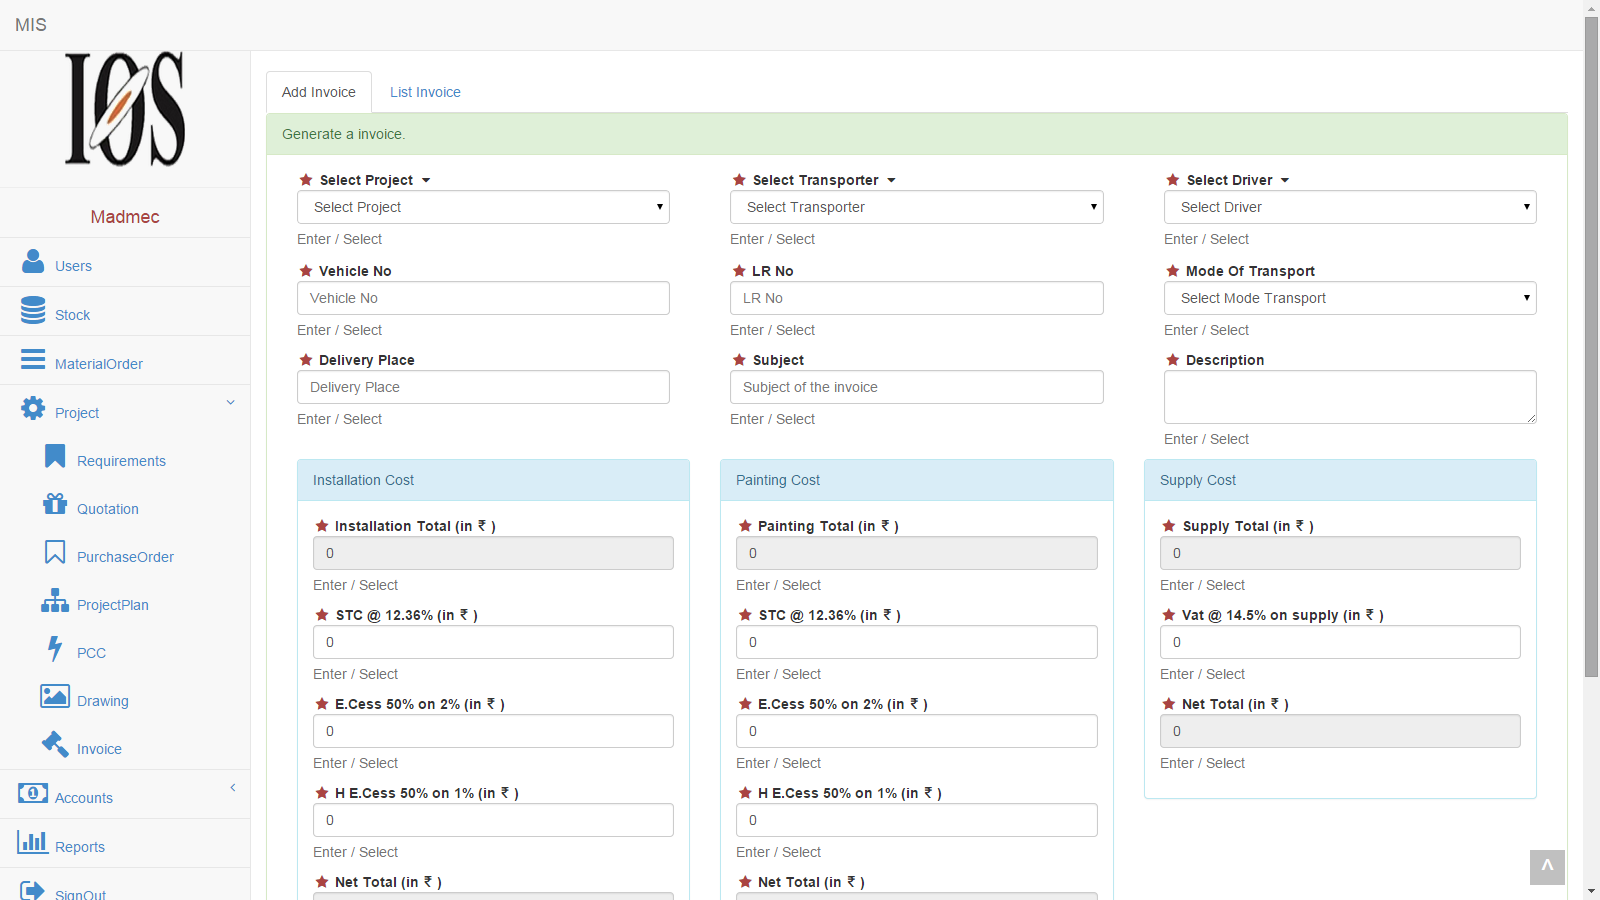 MIS
IOS
Madmec
Users
Stock
MaterialOrder
Project
Requirements
Quotation
PurchaseOrder
ProjectPlan
PCC
Drawing
Invoice
Accounts
Reports
SignOut
Add Invoice
List Invoice
Generate a invoice.
Select Project
Select Transporter
Select Driver
Select Project
Select Transporter
Select Driver
Enter / Select
Enter / Select
Enter / Select
Vehicle No
LR No
Mode Of Transport
Vehicle No
LR No
Select Mode Transport
Enter / Select
Enter / Select
Enter / Select
Delivery Place
Subject
Description
Delivery Place
Subject of the invoice
Enter / Select
Enter / Select
Enter / Select
Installation Cost
Installation Total (in ₹ )
0
Enter / Select
STC @ 12.36% (in ₹ )
0
Enter / Select
E.Cess 50% on 2% (in ₹ )
0
Enter / Select
H E.Cess 50% on 1% (in ₹ )
0
Enter / Select
Net Total (in ₹ )
Painting Cost
Painting Total (in ₹ )
0
Enter / Select
STC @ 12.36% (in ₹ )
0
Enter / Select
E.Cess 50% on 2% (in ₹ )
0
Enter / Select
H E.Cess 50% on 1% (in ₹ )
0
Enter / Select
Net Total (in ₹ )
Supply Cost
Supply Total (in ₹ )
0
Enter / Select
Vat @ 14.5% on supply (in ₹ )
0
Enter / Select
Net Total (in ₹ )
0
Enter / Select